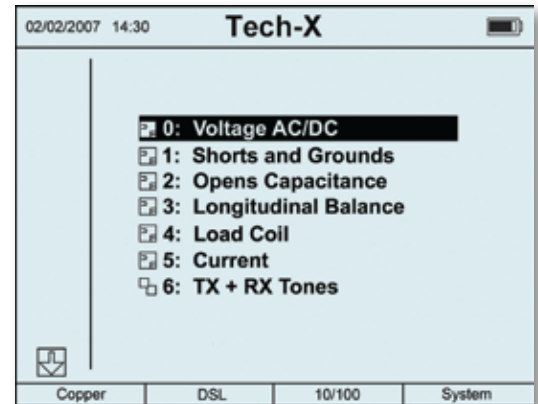 02/02/2007 14:30 Tech-X
0: Voltage AC/DC
1: Shorts and Grounds
2: Opens Capacitance
3: Longitudinal Balance
4: Load Coil
5: Current
6: TX + RX Tones
Copper DSL 10/100 System